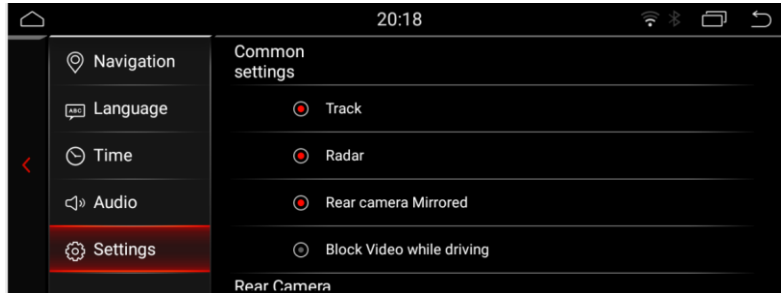 20:18
Navigation
ABC
Language
Time
Audio
Settings
Common
settings
Track
Radar
Rear camera Mirrored
Block Video while driving
Rear Camera